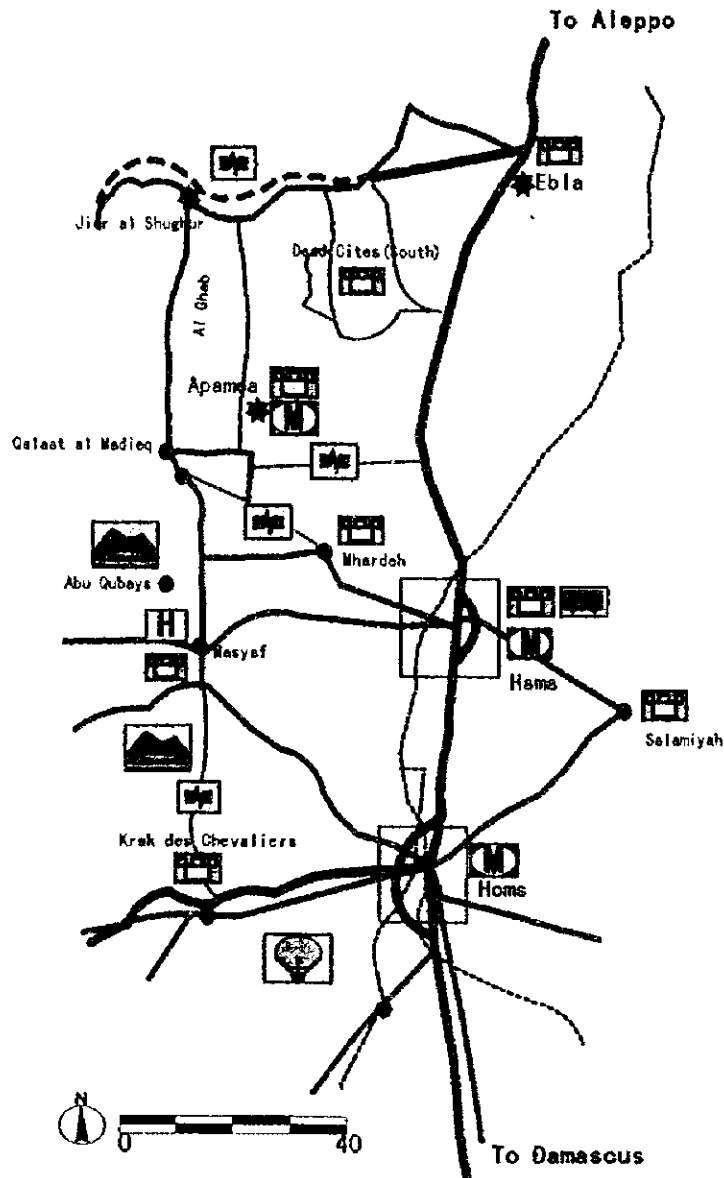 To Aleppo
Ebla
Jisr al Shughur
Dead Cites(South)
Al Ghab
Apamea
M
Qalaat al Madieq
Mhardeh
Abu Qubays
H
Masyaf
M
Hama
Salamiyah
Krak des Chevaliers
M
Homs
N
0
40
To Damascus